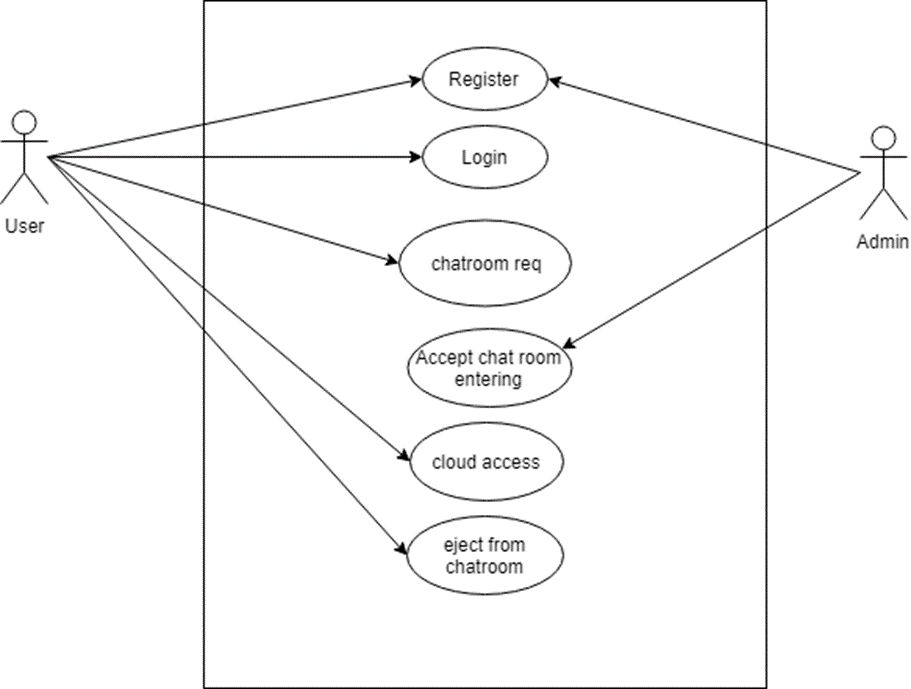 Register
Login
User
Admin
chatroom req
Accept chat room
entering
cloud access
eject from
chatroom